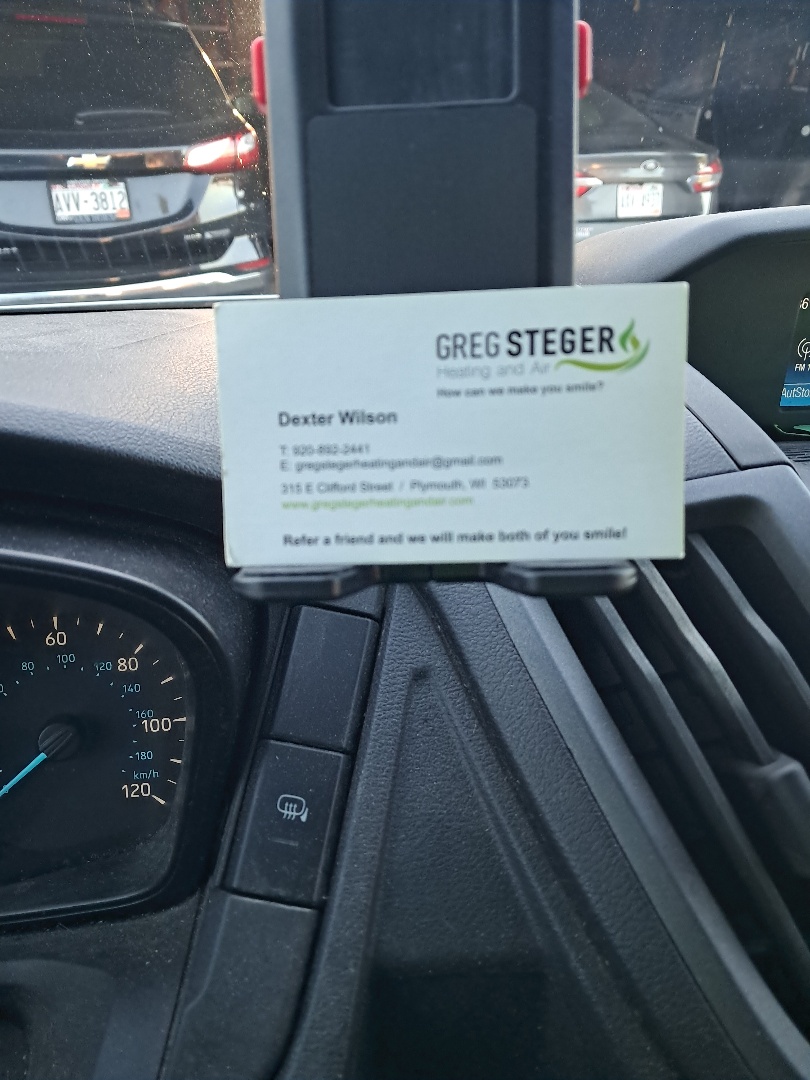 AVV-3812
GREG STEGER
Heating and Air
How can we make you smile?
Dexter Wilson
T: 920-892-2441
E: gregstegerheatingandair@gmail.com
315 E Clifford Street / Plymouth, WI 53073
www.gregstegerheatingandair.com
Refer a friend and we will make both of you smile!
60
80
100
120
80
100
120
140
160
180
km/h
FM
AutoSto